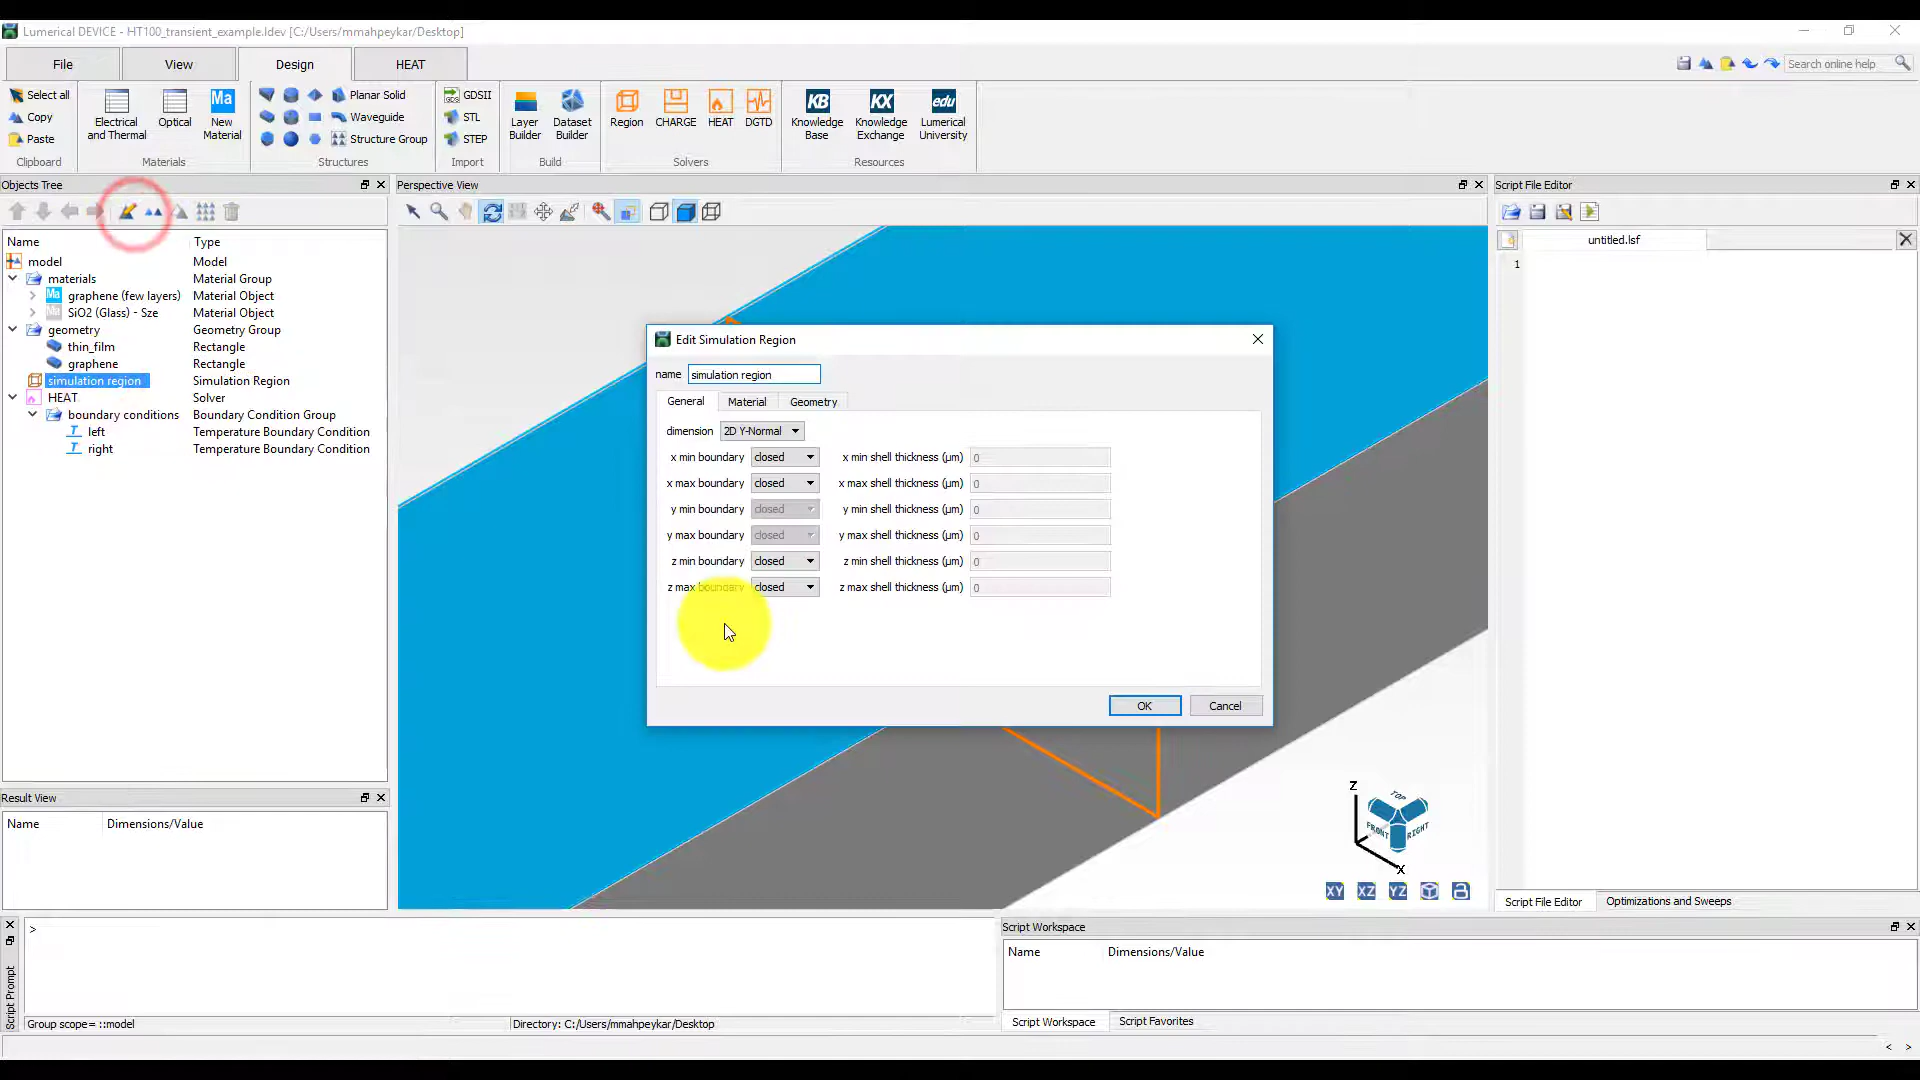 Lumerical DEVICE - HT100_transient_example.ldev [C:/Users/mmahpeykar/Desktop]
File View Design HEAT
Search online help
Select all
Copy
Paste
Clipboard
Electrical and Thermal
Optical
New Material
Materials
Planar Solid
Waveguide
Structure Group
Structures
GDSII
STL
STEP
Import
Layer Builder
Dataset Builder
Build
Region
CHARGE
HEAT
DGTD
Solvers
KB
Knowledge Base
KX
Knowledge Exchange
edu
Lumerical University
Resources
Objects Tree
Name Type
model Model
materials Material Group
graphene (few layers) Material Object
SiO2 (Glass) - Sze Material Object
geometry Geometry Group
thin_film Rectangle
graphene Rectangle
simulation region Simulation Region
HEAT Solver
boundary conditions Boundary Condition Group
left Temperature Boundary Condition
right Temperature Boundary Condition
Perspective View
Edit Simulation Region
name simulation region
General Material Geometry
dimension 2D Y-Normal
x min boundary closed x min shell thickness (µm) 0
x max boundary closed x max shell thickness (µm) 0
y min boundary closed y min shell thickness (µm) 0
y max boundary closed y max shell thickness (µm) 0
z min boundary closed z min shell thickness (µm) 0
z max boundary closed z max shell thickness (µm) 0
OK Cancel
z
TOP
FRONT RIGHT
x
XY XZ YZ
Script File Editor
untitled.lsf
1
Script File Editor Optimizations and Sweeps
Result View
Name Dimensions/Value
>
Script Prompt
Group scope= ::model Directory: C:/Users/mmahpeykar/Desktop
Script Workspace
Name Dimensions/Value
Script Workspace Script Favorites
< >